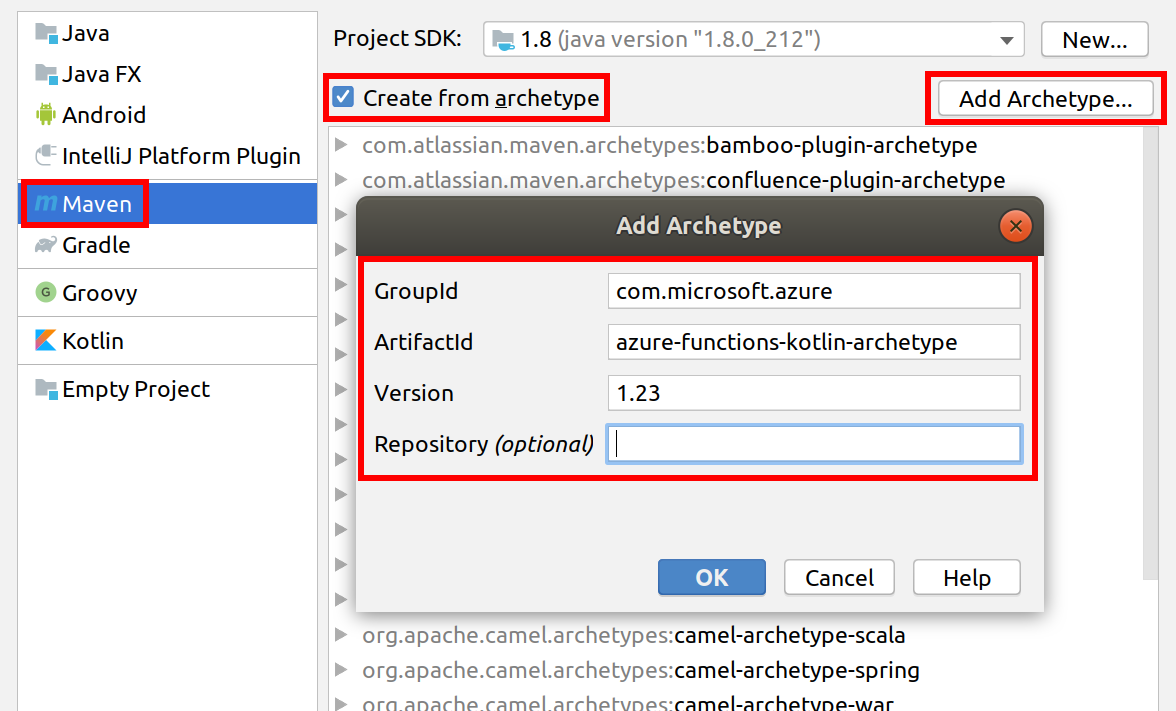 Java
Java FX
Android
IntelliJ Platform Plugin
Maven
Gradle
Groovy
Kotlin
Empty Project
Project SDK:
1.8 (java version "1.8.0_212")
New...
Create from archetype
Add Archetype...
com.atlassian.maven.archetypes:bamboo-plugin-archetype
com.atlassian.maven.archetypes:confluence-plugin-archetype
Add Archetype
GroupId
com.microsoft.azure
ArtifactId
azure-functions-kotlin-archetype
Version
1.23
Repository (optional)
OK
Cancel
Help
org.apache.camel.archetypes:camel-archetype-scala
org.apache.camel.archetypes:camel-archetype-spring
org.apache.camel.archetypes:camel-archetype-war